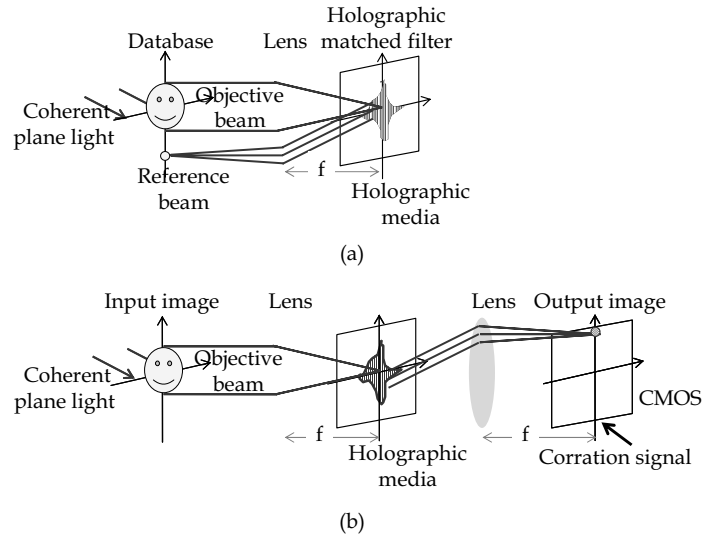 Database
Lens
Holographic
matched filter
Coherent
plane light
Objective
beam
Reference
beam
f
Holographic
media
(a)
Input image
Lens
Lens
Output image
Coherent
plane light
Objective
beam
CMOS
f
f
Holographic
media
Corration signal
(b)